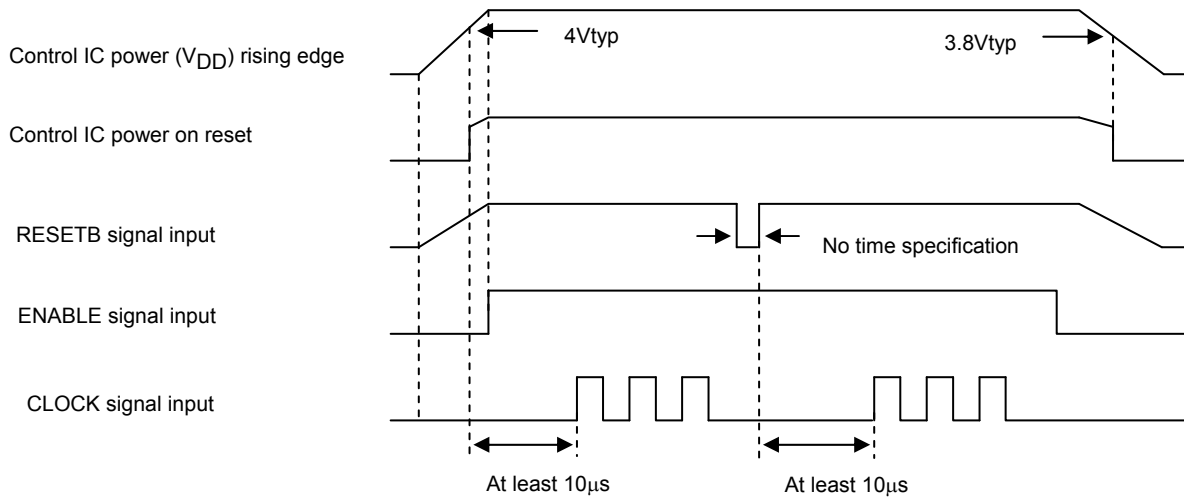 4Vtyp
3.8Vtyp
Control IC power (VDD) rising edge
Control IC power on reset
RESETB signal input
No time specification
ENABLE signal input
CLOCK signal input
At least 10μs
At least 10μs